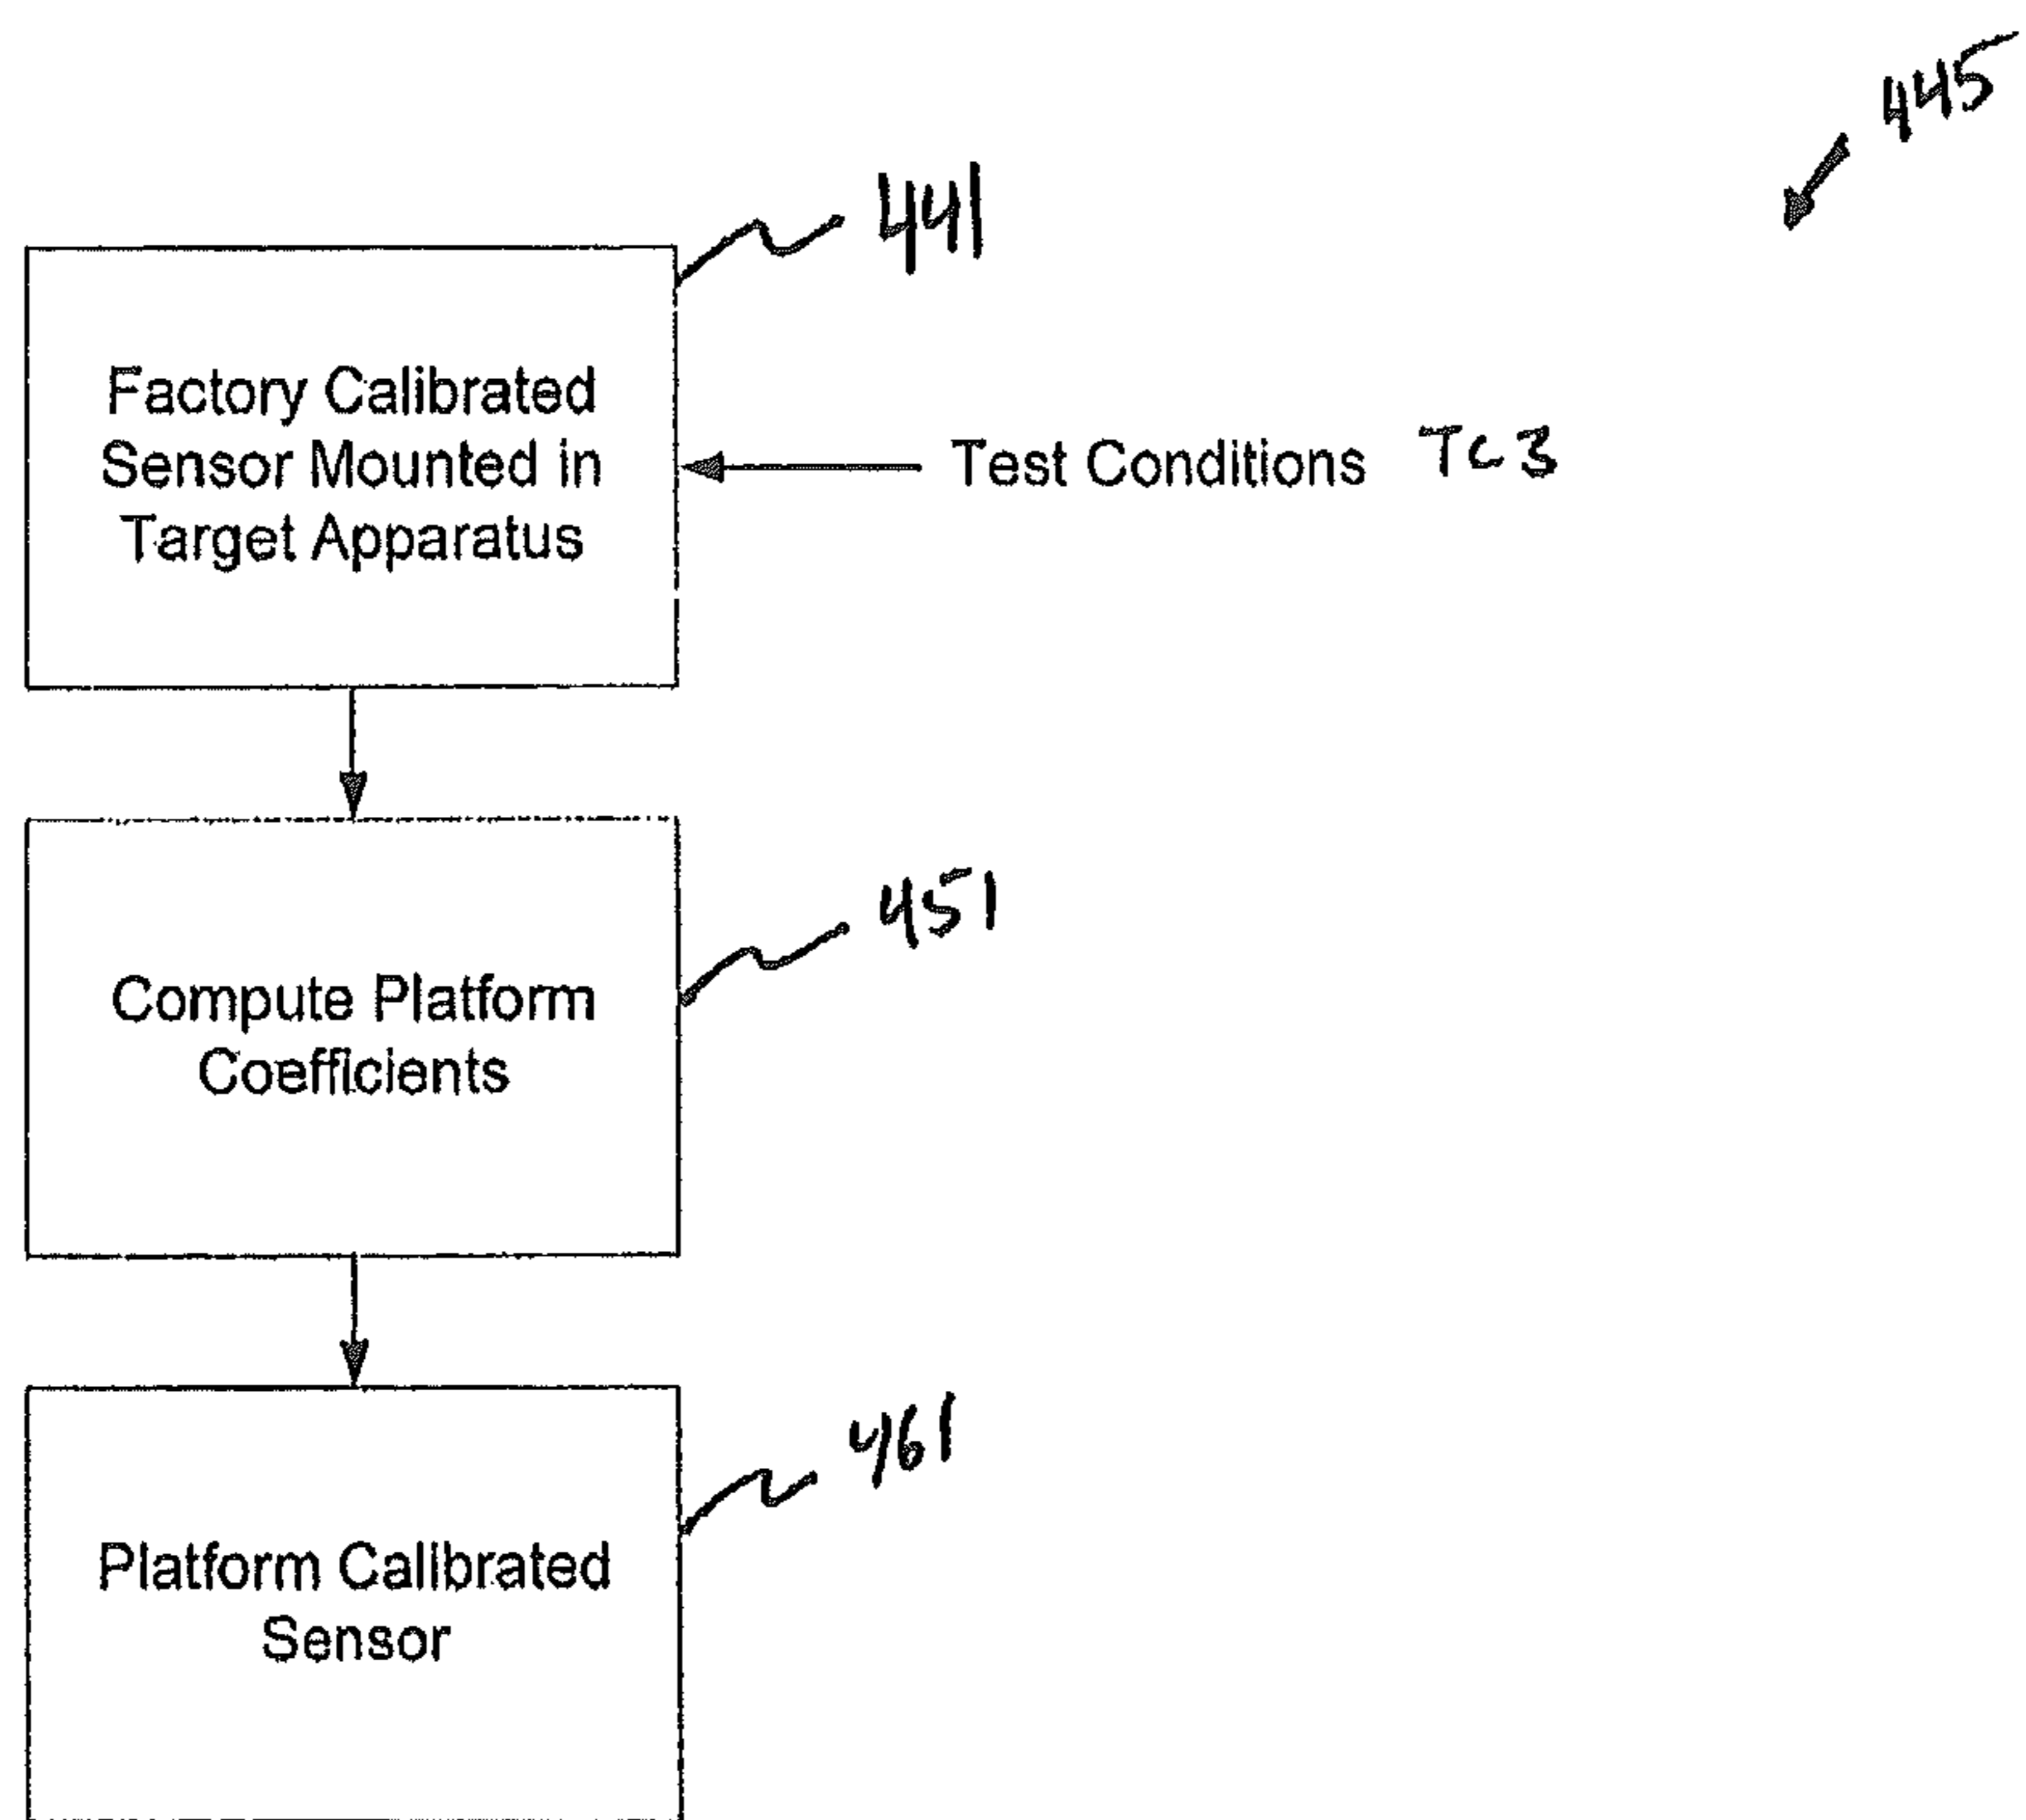 445
441
Factory Calibrated
Sensor Mounted in
Target Apparatus
Test Conditions TC3
451
Compute Platform
Coefficients
461
Platform Calibrated
Sensor